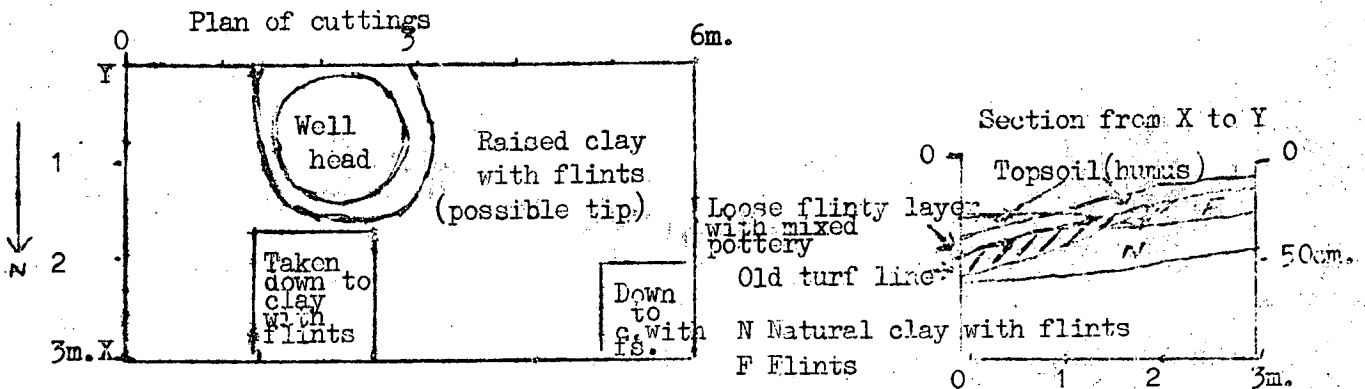 Plan of cuttings
0
3
6m.
Y
Well
head
Raised clay
with flints
(possible tip)
1
N
2
Taken
down to
clay
with
flints
Down
to
c.with
fs.
3m. X
Section from X to Y
0
0
Topsoil(humus)
Loose flinty layer
with mixed
pottery
Old turf line
F
N
50cm.
N Natural clay with flints
F Flints
0
1
2
3m.